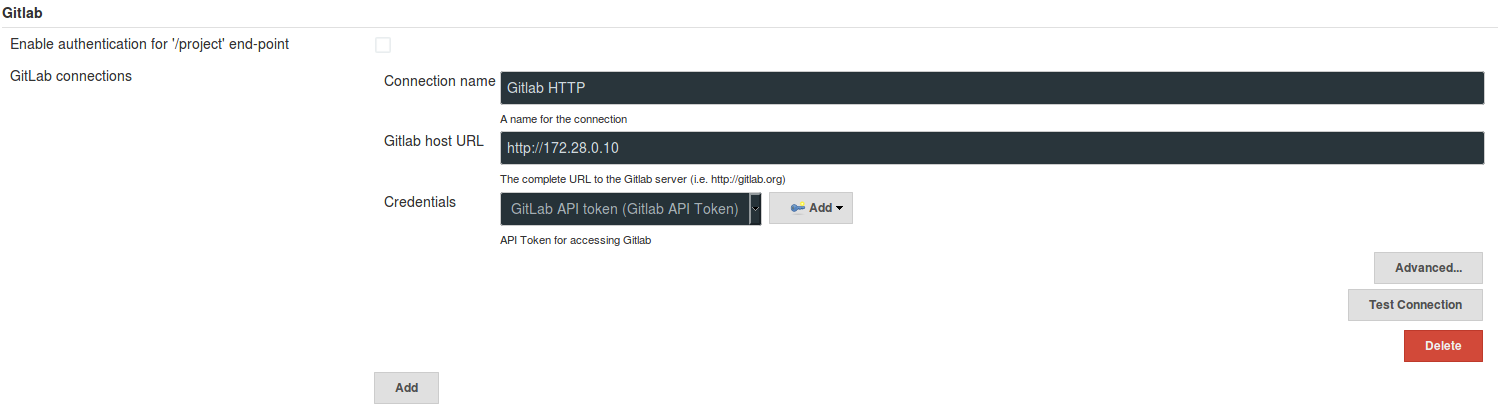 Gitlab
Enable authentication for '/project' end-point
GitLab connections
Connection name
Gitlab HTTP
A name for the connection
Gitlab host URL
http://172.28.0.10
The complete URL to the Gitlab server (i.e. http://gitlab.org)
Credentials
GitLab API token (Gitlab API Token)
Add
API Token for accessing Gitlab
Advanced...
Test Connection
Delete
Add